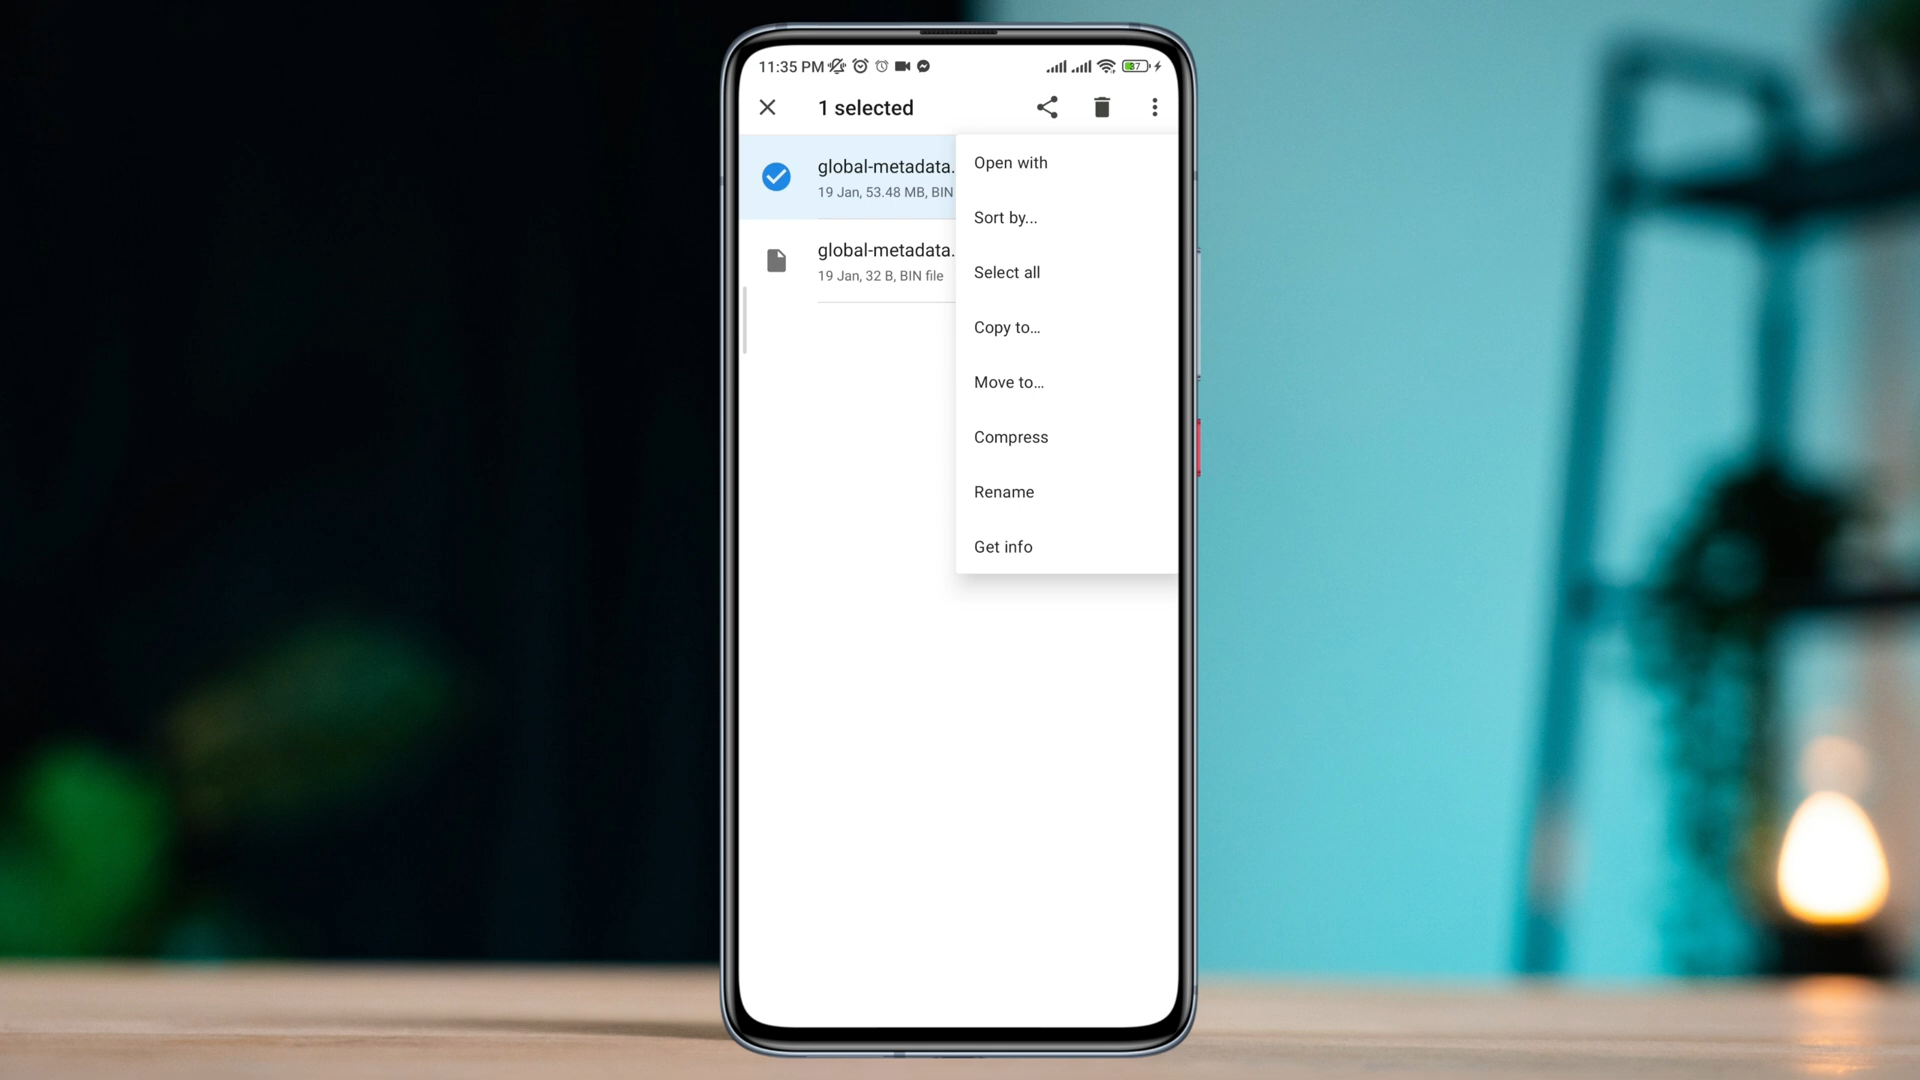 11:35 PM
37
1 selected
global-metadata.
19 Jan, 53.48 MB, BIN
global-metadata.
19 Jan, 32 B, BIN file
Open with
Sort by...
Select all
Copy to...
Move to...
Compress
Rename
Get info